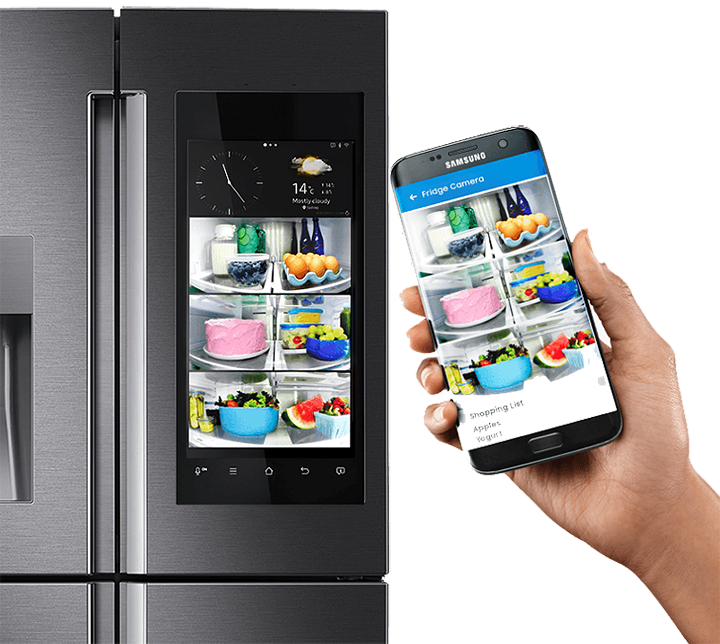 14°c
Mostly cloudy
SAMSUNG
← Fridge Camera
Shopping List
Apples
Yogurt